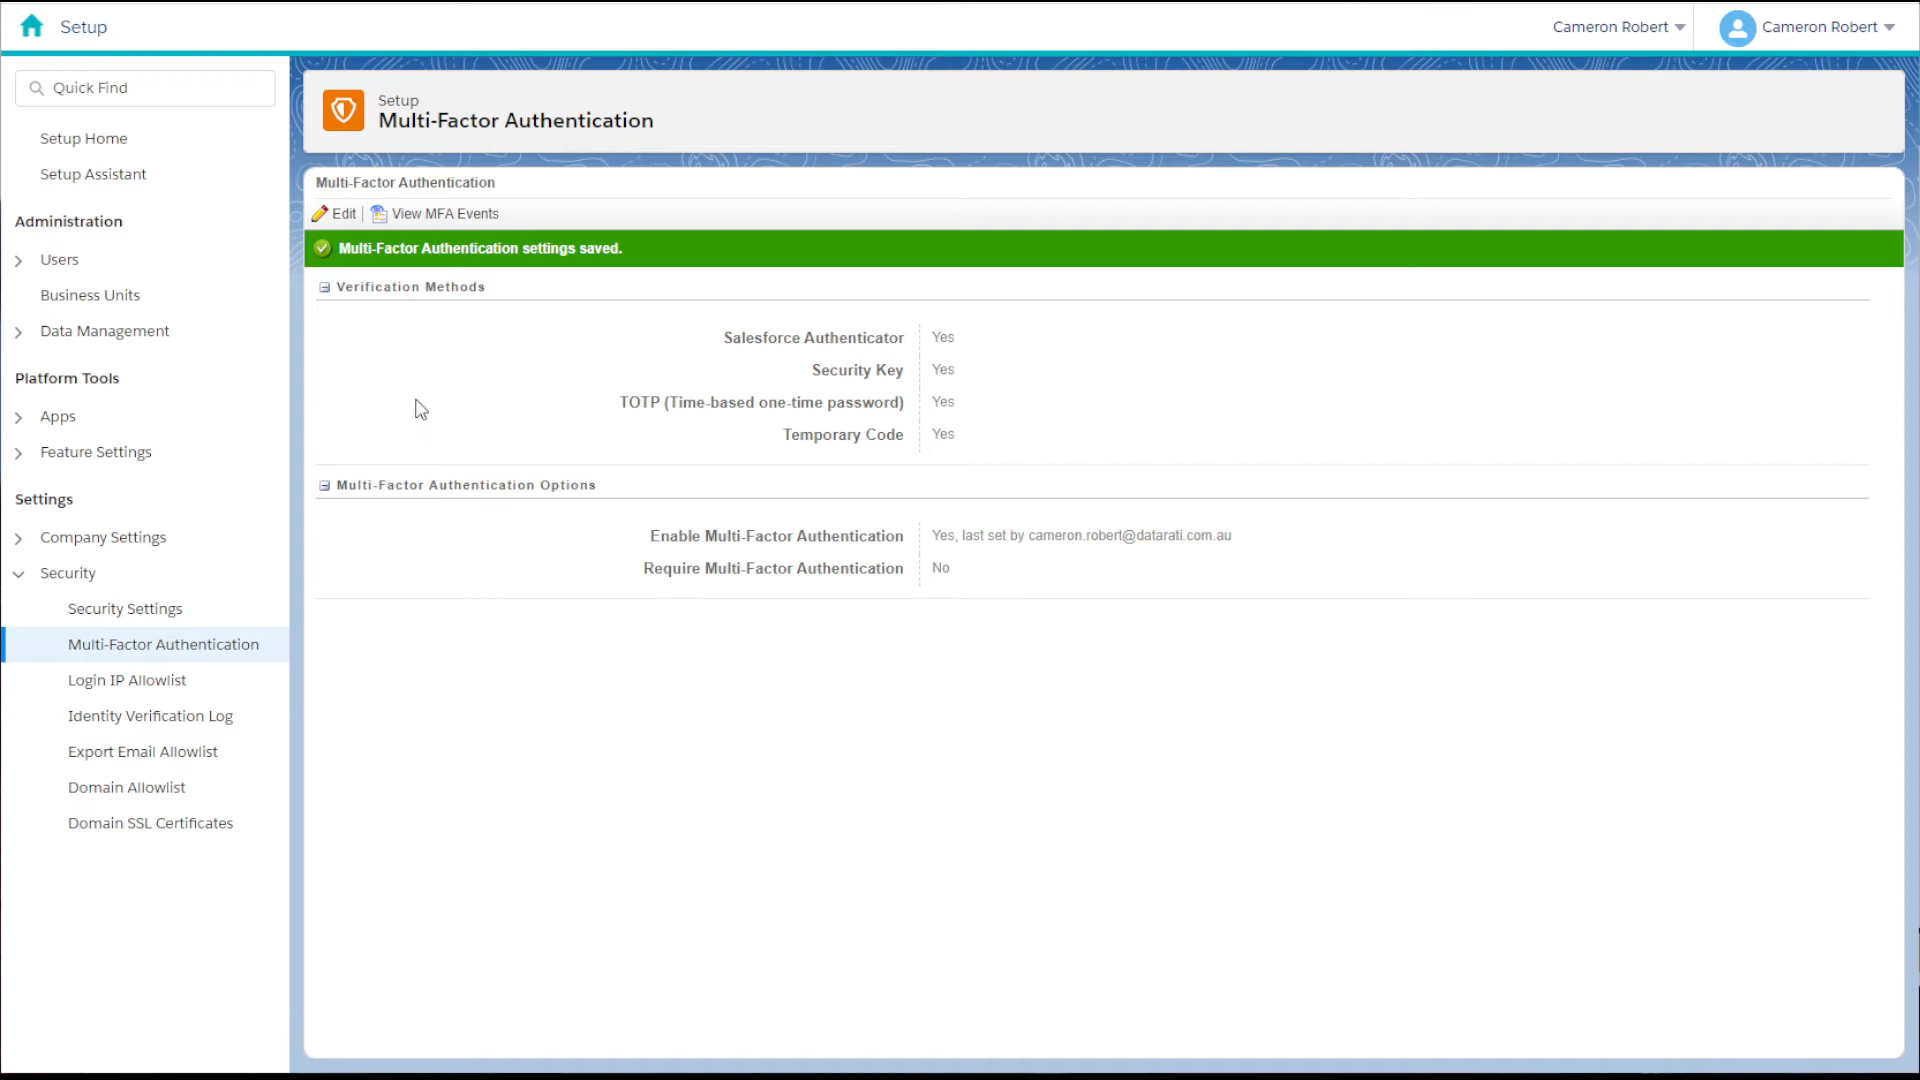 Setup
Cameron Robert
Cameron Robert
Quick Find
Setup Home
Setup Assistant
Administration
Users
Business Units
Data Management
Platform Tools
Apps
Feature Settings
Settings
Company Settings
Security
Security Settings
Multi-Factor Authentication
Login IP Allowlist
Identity Verification Log
Export Email Allowlist
Domain Allowlist
Domain SSL Certificates
Setup
Multi-Factor Authentication
Multi-Factor Authentication
Edit | View MFA Events
Multi-Factor Authentication settings saved.
Verification Methods
Salesforce Authenticator Yes
Security Key Yes
TOTP (Time-based one-time password) Yes
Temporary Code Yes
Multi-Factor Authentication Options
Enable Multi-Factor Authentication Yes, last set by cameron.robert@datarati.com.au
Require Multi-Factor Authentication No